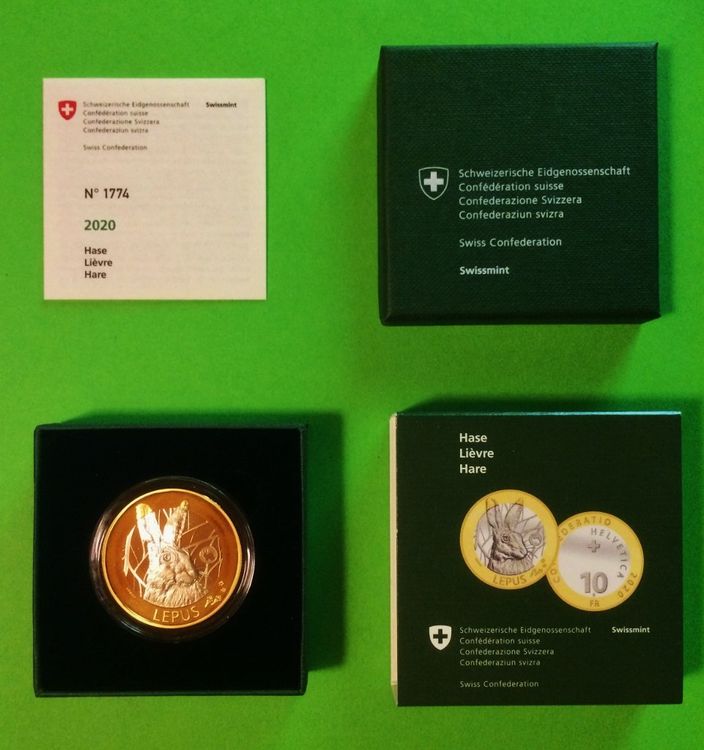 Schweizerische Eidgenossenschaft Swissmint
Confédération suisse
Confederazione Svizzera
Confederaziun svizra
Swiss Confederation
N° 1774
2020
Hase
Lièvre
Hare
Schweizerische Eidgenossenschaft
Confédération suisse
Confederazione Svizzera
Confederaziun svizra
Swiss Confederation
Swissmint
LEPUS
Hase
Lièvre
Hare
LEPUS
CONFOEDERATIO HELVETICA 2020
10
FR
Schweizerische Eidgenossenschaft Swissmint
Confédération suisse
Confederazione Svizzera
Confederaziun svizra
Swiss Confederation